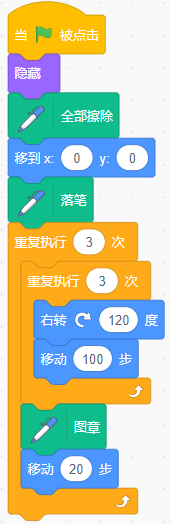 当 被点击
隐藏
全部擦除
移到 x: 0 y: 0
落笔
重复执行 3 次
重复执行 3 次
右转 120 度
移动 100 步
图章
移动 20 步